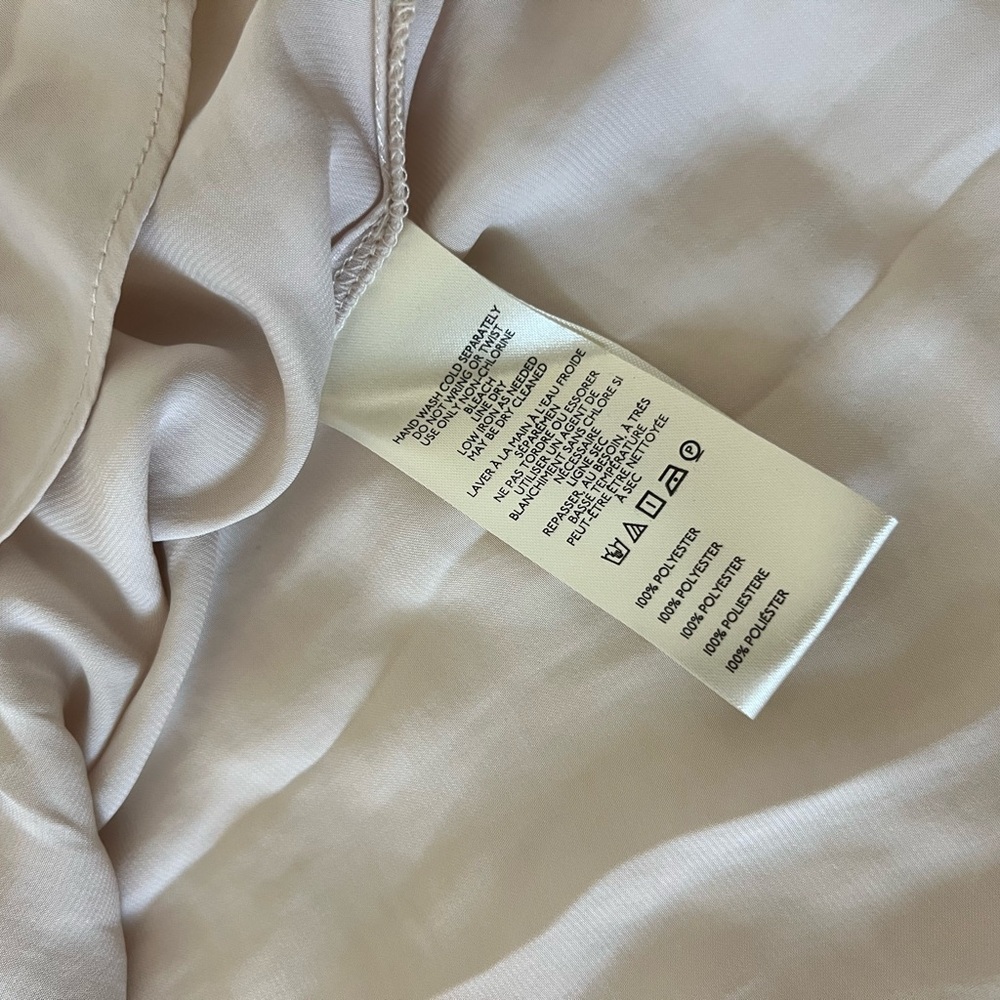 HAND WASH COLD SEPARATELY
DO NOT WRING OR TWIST
USE ONLY NON-CHLORINE
BLEACH
LINE DRY
LOW IRON AS NEEDED
MAY BE DRY CLEANED
LAVER À LA MAIN À L'EAU FROIDE
SÉPARÉMEN
NE PAS TORDRE OU ESSORER
UTILISER UN AGENT DE
BLANCHIMENT SANS CHLORE SI
NÉCESSAIRE
LIGNE SEC
REPASSER, AU BESOIN, À TRÉS
BASSE TEMPÉRATURE
PEUT-ÊTRE ÊTRE NETTOYÉE
À SEC
P
100% POLYESTER
100% POLYESTER
100% POLYESTER
100% POLIESTERE
100% POLIÉSTER